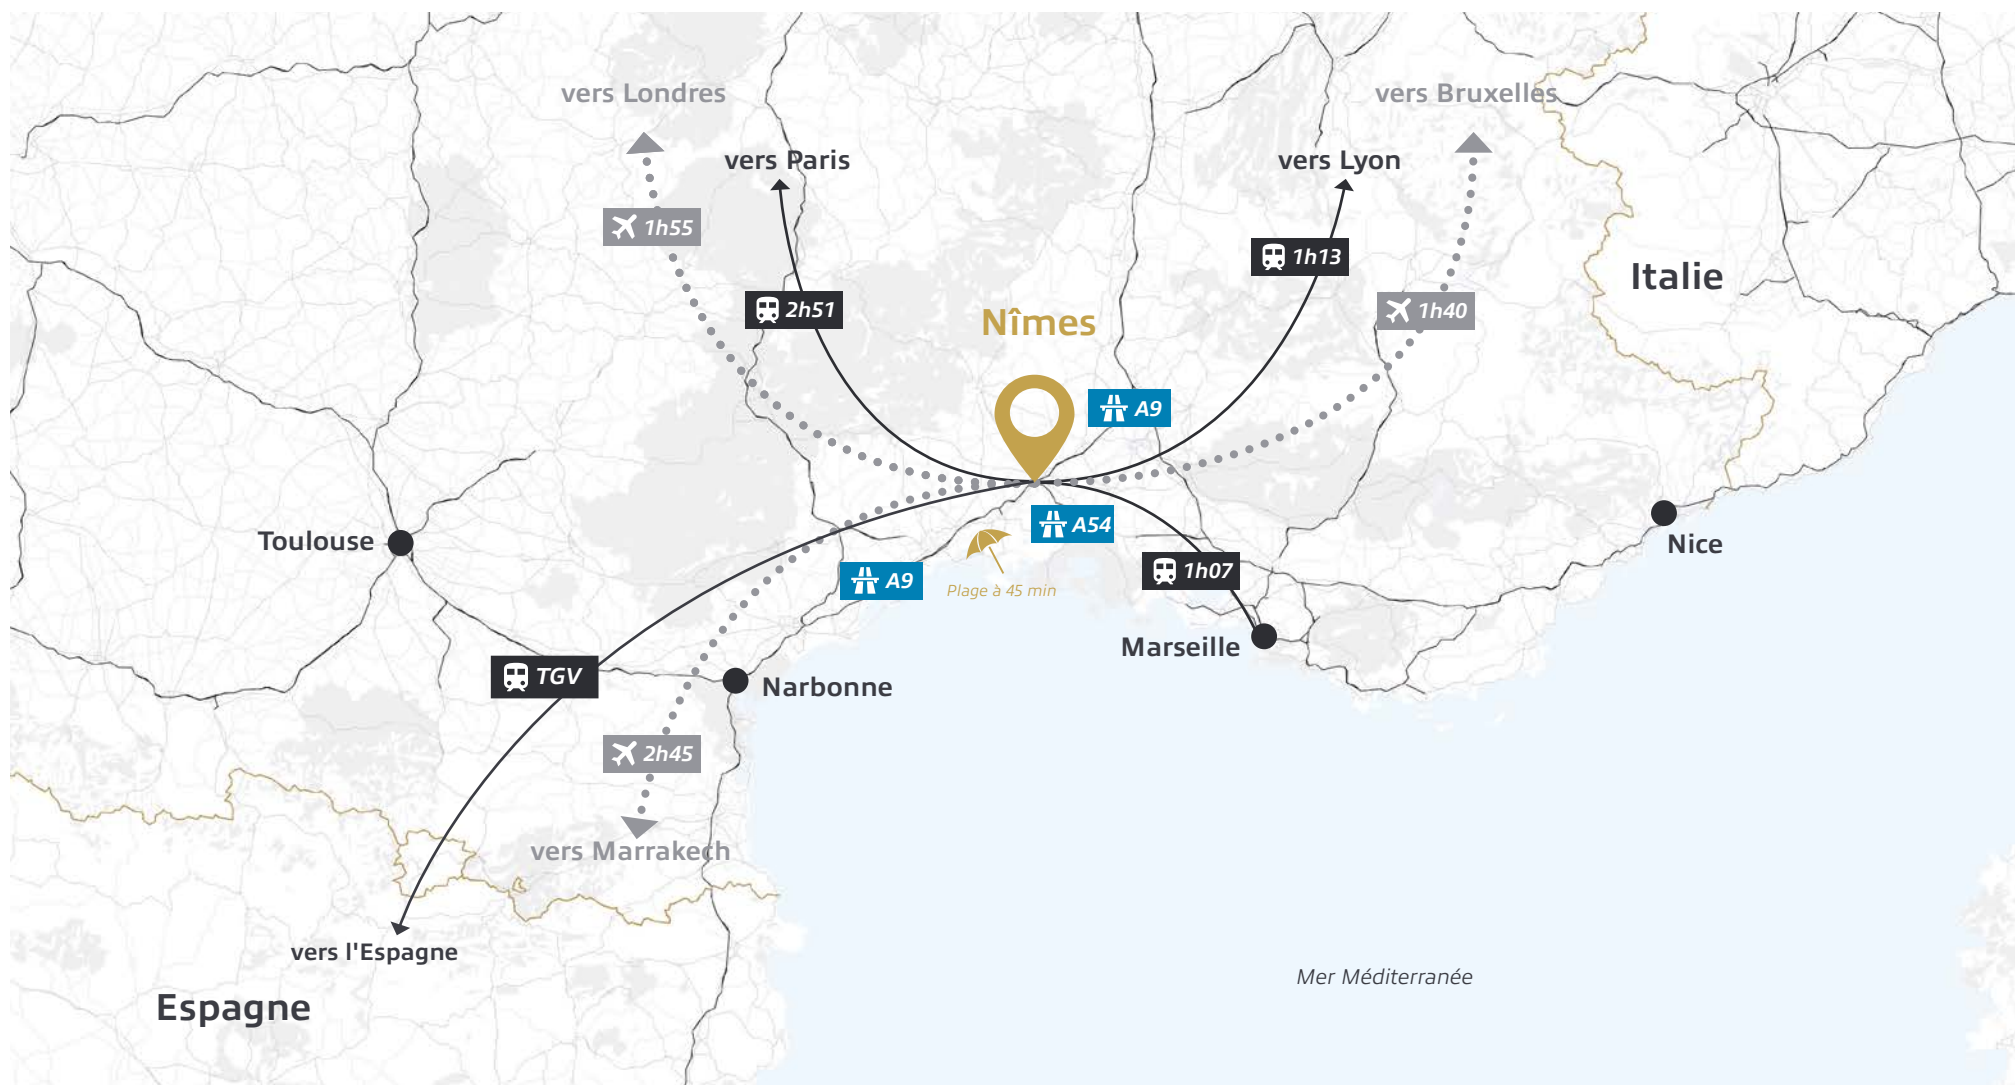 vers Londres
vers Bruxelles
vers Paris
vers Lyon
1h55
1h13
Italie
2h51
1h40
Nîmes
A9
A54
Toulouse
Nice
A9
Plage à 45 min
1h07
Marseille
TGV
Narbonne
2h45
vers Marrakech
vers l'Espagne
Mer Méditerranée
Espagne